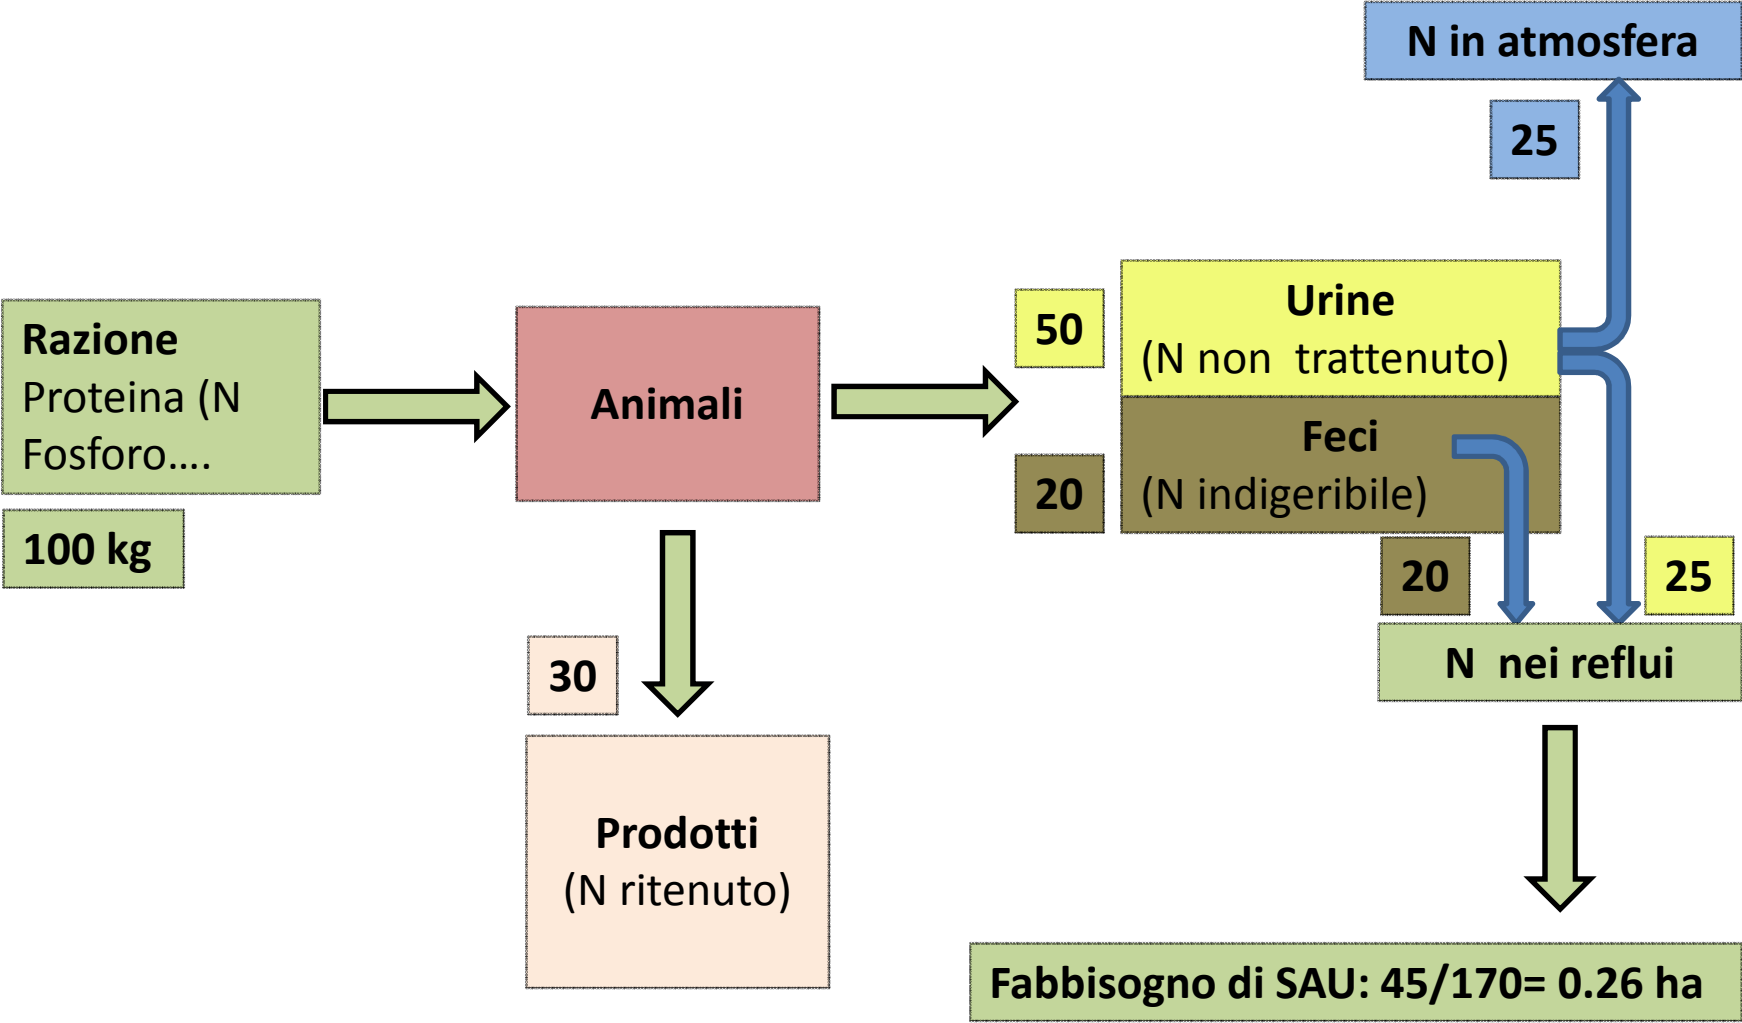 N in atmosfera
25
Razione
Proteina (N
Fosforo....
100 kg
Animali
50
Urine
(N non trattenuto)
20
Feci
(N indigeribile)
20
25
N nei reflui
30
Prodotti
(N ritenuto)
Fabbisogno di SAU: 45/170= 0.26 ha